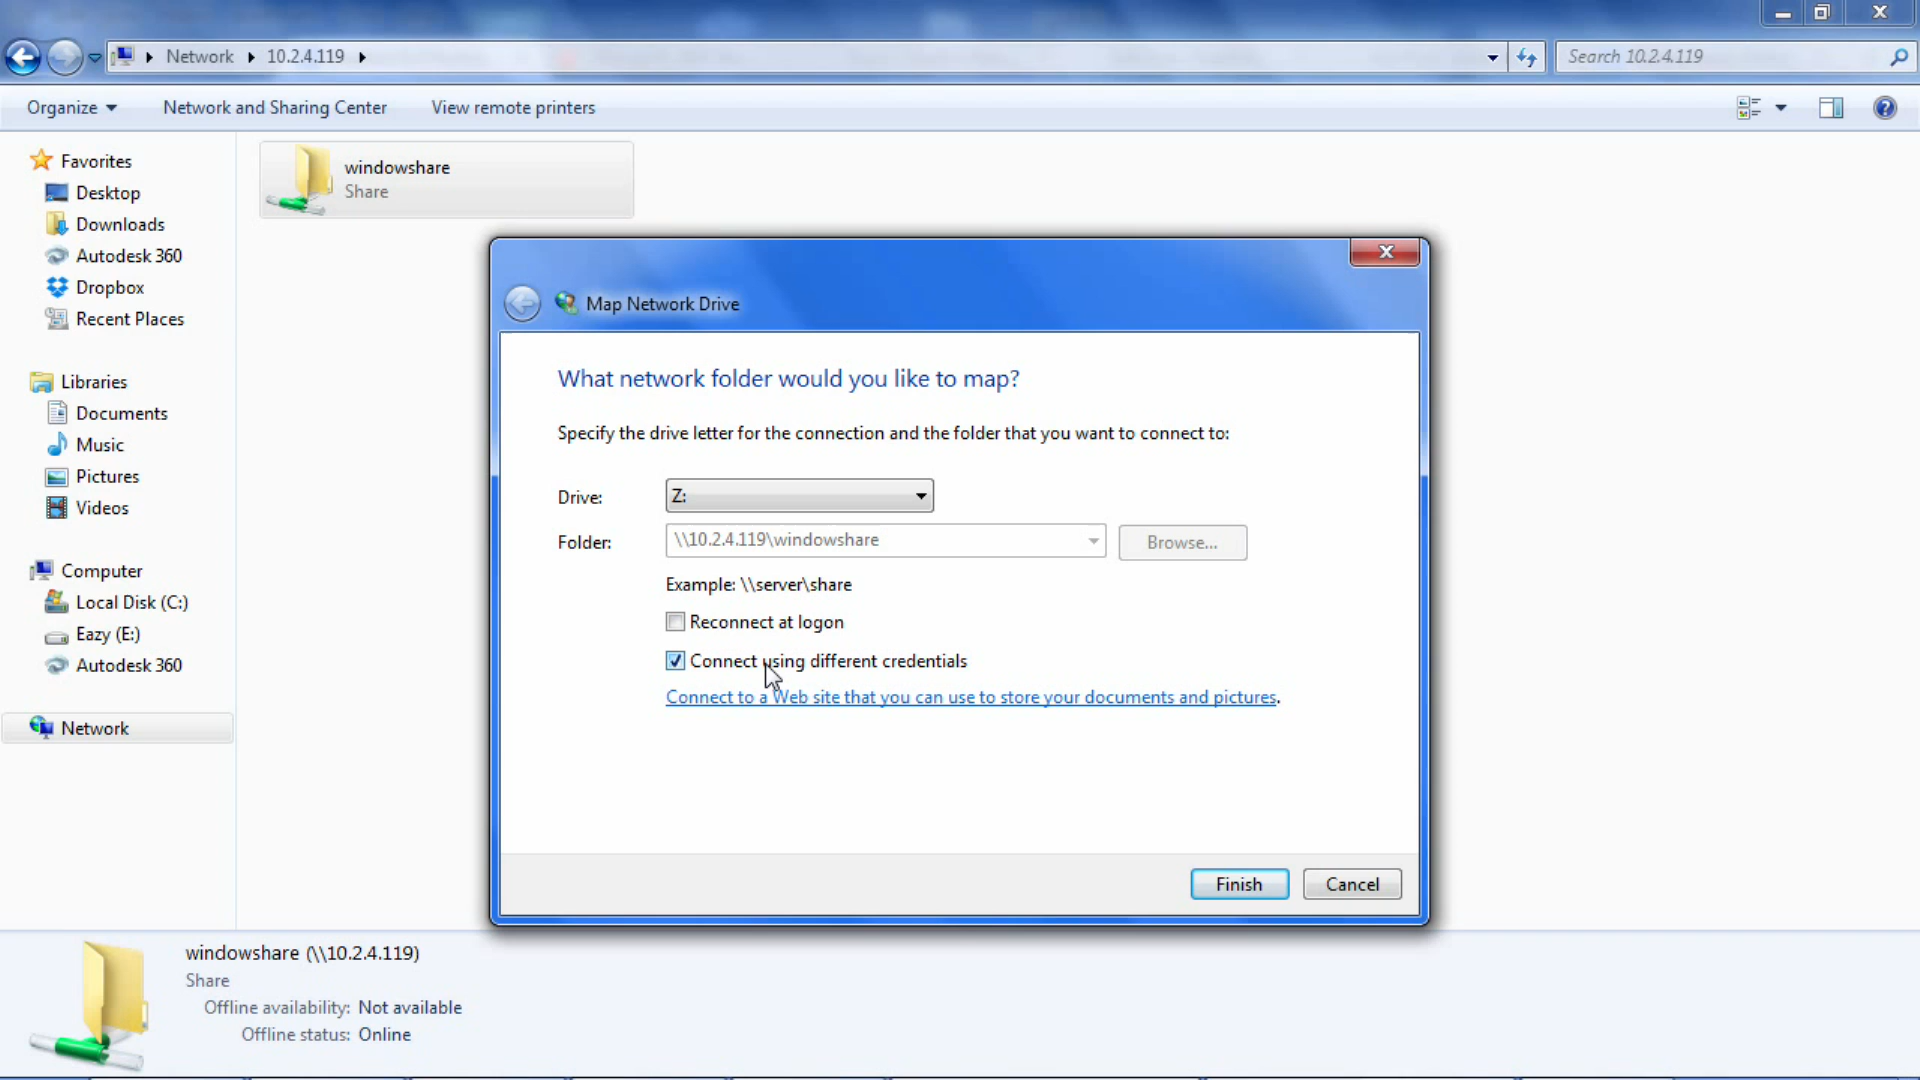 Network 10.2.4.119
Search 10.2.4.119
Organize Network and Sharing Center View remote printers
Favorites
Desktop
Downloads
Autodesk 360
Dropbox
Recent Places
Libraries
Documents
Music
Pictures
Videos
Computer
Local Disk (C:)
Eazy (E:)
Autodesk 360
Network
windowshare
Share
Map Network Drive
What network folder would you like to map?
Specify the drive letter for the connection and the folder that you want to connect to:
Drive: Z:
Folder: \\10.2.4.119\windowshare Browse...
Example: \\server\share
Reconnect at logon
Connect using different credentials
Connect to a Web site that you can use to store your documents and pictures.
Finish Cancel
windowshare (\\10.2.4.119)
Share
Offline availability: Not available
Offline status: Online